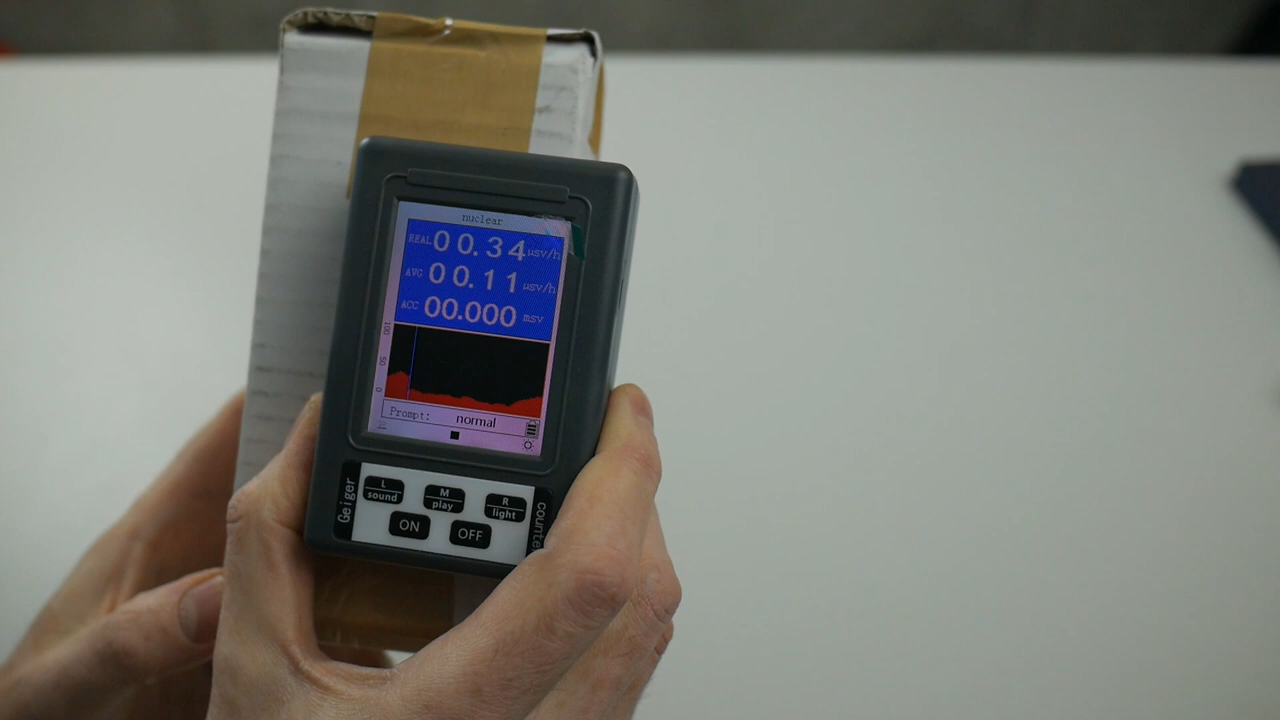 nuclear
REAL 00.34 μsv/h
AVG 00.11 μsv/h
ACC 00.000 msv
100
50
0
Prompt: normal
Geiger
L
sound
M
play
R
light
ON
OFF
counte